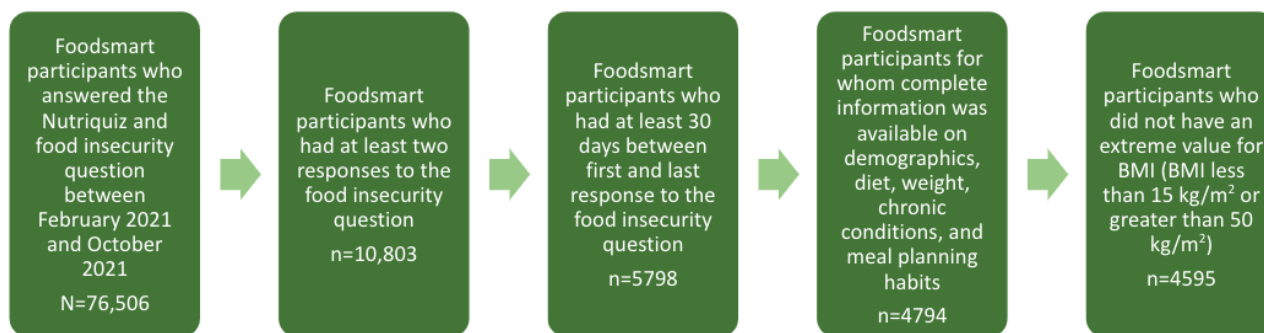 Foodsmart
participants who
answered the
Nutriquiz and
food insecurity
question
between
February 2021
and October
2021
N=76,506
Foodsmart
participants who
had at least two
responses to the
food insecurity
question
n=10,803
Foodsmart
participants who
had at least 30
days between
first and last
response to the
food insecurity
question
n=5798
Foodsmart
participants for
whom complete
information was
available on
demographics,
diet, weight,
chronic
conditions, and
meal planning
habits
n=4794
Foodsmart
participants who
did not have an
extreme value for
BMI (BMI less
than 15 kg/m² or
greater than 50
kg/m²)
n=4595